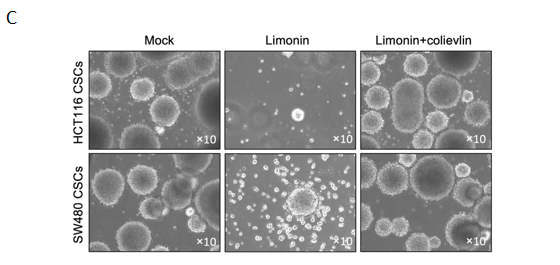 C
Mock Limonin Limonin+colievlin
HCT116 CSCs
×10 ×10 ×10
SW480 CSCs
×10 ×10 ×10